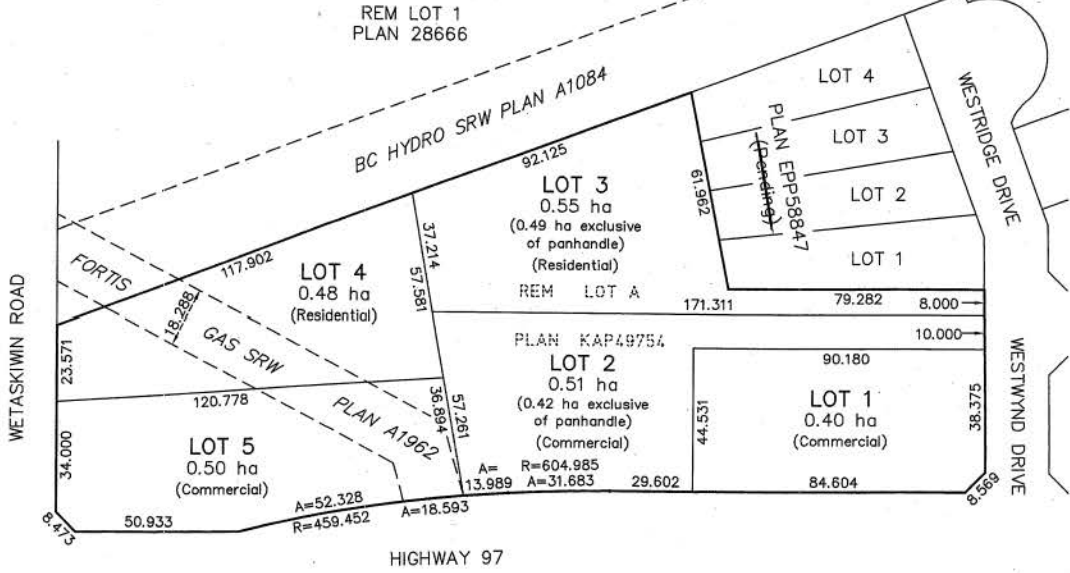 REM LOT 1
PLAN 28666
BC HYDRO SRW PLAN A1084
LOT 4
LOT 3
LOT 2
LOT 1
PLAN EPP58847
(Pending)
WESTRIDGE DRIVE
92.125
61.962
LOT 3
0.55 ha
(0.49 ha exclusive
of panhandle)
(Residential)
REM LOT A
171.311
79.282
8.000
10.000
37.214
57.581
117.902
FORTIS
18.288
GAS SRW
PLAN A1962
LOT 4
0.48 ha
(Residential)
WETASKIWIN ROAD
23.571
120.778
34.000
36.894
57.261
PLAN KAP49754
LOT 2
0.51 ha
(0.42 ha exclusive
of panhandle)
(Commercial)
90.180
44.531
LOT 1
0.40 ha
(Commercial)
38.375
WESTWYND DRIVE
LOT 5
0.50 ha
(Commercial)
A=
13.989
R=604.985
A=31.683
29.602
84.604
8.569
8.473
50.933
A=52.328
R=459.452
A=18.593
HIGHWAY 97